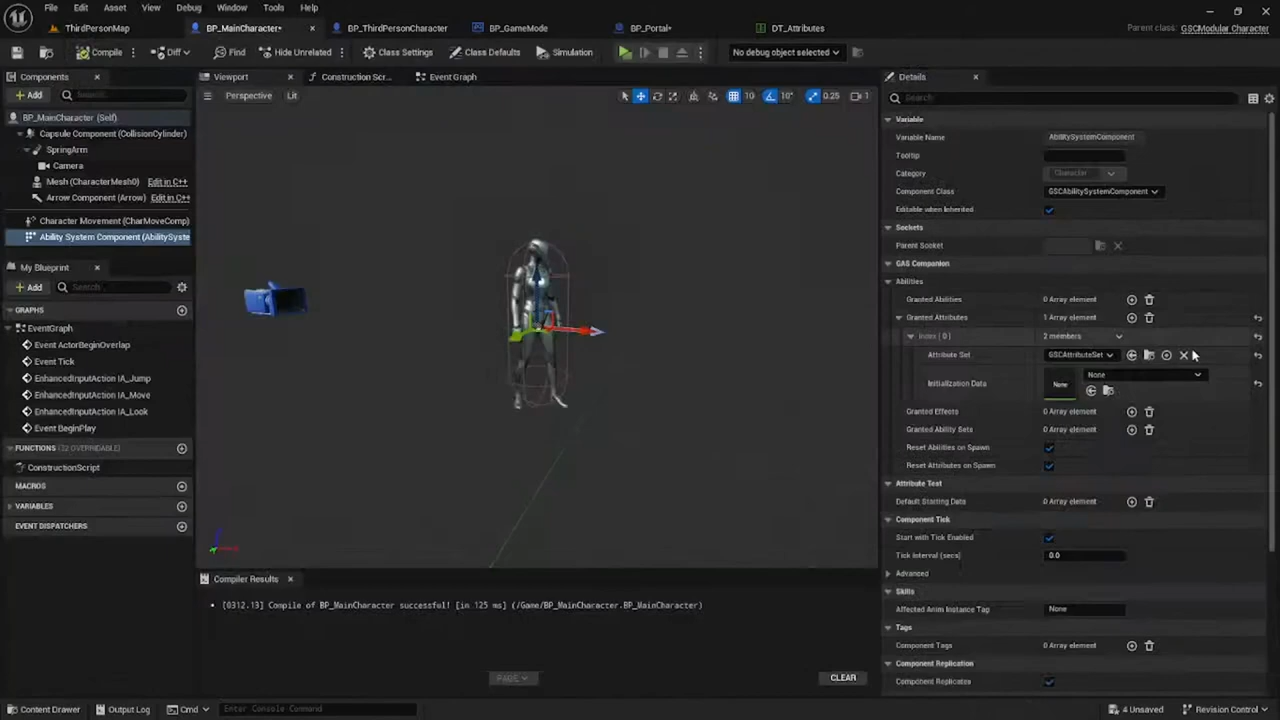 File Edit Asset View Debug Window Tools Help
ThirdPersonMap BP_MainCharacter* BP_ThirdPersonCharacter BP_GameMode BP_Portal* DT_Attributes Parent class: GSCModular Character
Compile Diff Find Hide Unrelated Class Settings Class Defaults Simulation No debug object selected
Components
Add Search
BP_MainCharacter (Self)
Capsule Component (CollisionCylinder)
SpringArm
Camera
Mesh (CharacterMesh0) Edit in C++
Arrow Component (Arrow) Edit in C++
Character Movement (CharMoveComp)
Ability System Component (AbilitySyste
My Blueprint
Add Search
GRAPHS
EventGraph
Event ActorBeginOverlap
Event Tick
EnhancedInputAction IA_Jump
EnhancedInputAction IA_Move
EnhancedInputAction IA_Look
Event BeginPlay
FUNCTIONS (32 OVERRIDABLE)
ConstructionScript
MACROS
VARIABLES
EVENT DISPATCHERS
Viewport Construction Scr... Event Graph
Perspective Lit 10 10° 0.25 1
Compiler Results
[0312.13] Compile of BP_MainCharacter successful! [in 125 ms] (/Game/BP_MainCharacter.BP_MainCharacter)
PAGE CLEAR
Details
Search
Variable
Variable Name AbilitySystemComponent
Tooltip
Category Character
Component Class GSCAbilitySystemComponent
Editable when Inherited
Sockets
Parent Socket
GAS Companion
Abilities
Granted Abilities 0 Array element
Granted Attributes 1 Array element
Index [ 0 ] 2 members
Attribute Set GSCAttributeSet
Initialization Data None None
Granted Effects 0 Array element
Granted Ability Sets 0 Array element
Reset Abilities on Spawn
Reset Attributes on Spawn
Attribute Test
Default Starting Data 0 Array element
Component Tick
Start with Tick Enabled
Tick Interval (secs) 0.0
Advanced
Skills
Affected Anim Instance Tag None
Tags
Component Tags 0 Array element
Component Replication
Component Replicates
Content Drawer Output Log Cmd Enter Console Command 4 Unsaved Revision Control